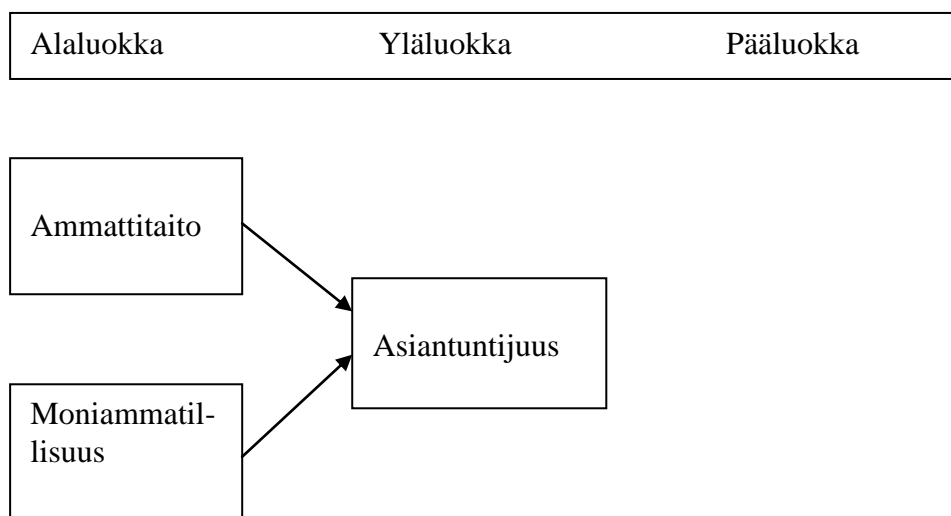 Alaluokka Yläluokka Pääluokka
Ammattitaito
Asiantuntijuus
Moniammatil-
lisuus